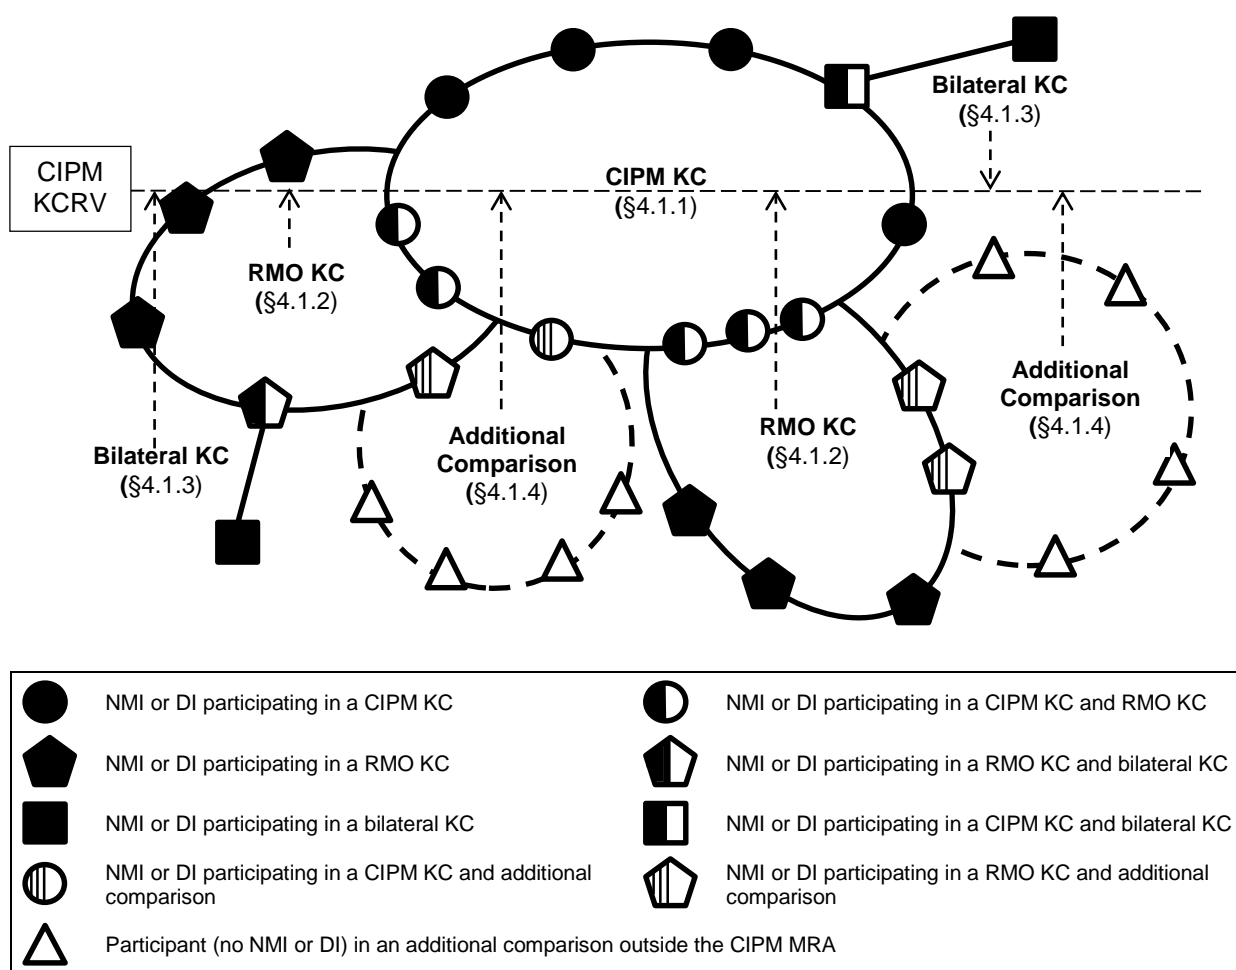 Bilateral KC
(§4.1.3)
CIPM
KCRV
CIPM KC
(§4.1.1)
RMO KC
(§4.1.2)
Additional
Comparison
(§4.1.4)
Bilateral KC
(§4.1.3)
Additional
Comparison
(§4.1.4)
RMO KC
(§4.1.2)
NMI or DI participating in a CIPM KC
NMI or DI participating in a CIPM KC and RMO KC
NMI or DI participating in a RMO KC
NMI or DI participating in a RMO KC and bilateral KC
NMI or DI participating in a bilateral KC
NMI or DI participating in a CIPM KC and bilateral KC
NMI or DI participating in a CIPM KC and additional
comparison
NMI or DI participating in a RMO KC and additional
comparison
Participant (no NMI or DI) in an additional comparison outside the CIPM MRA